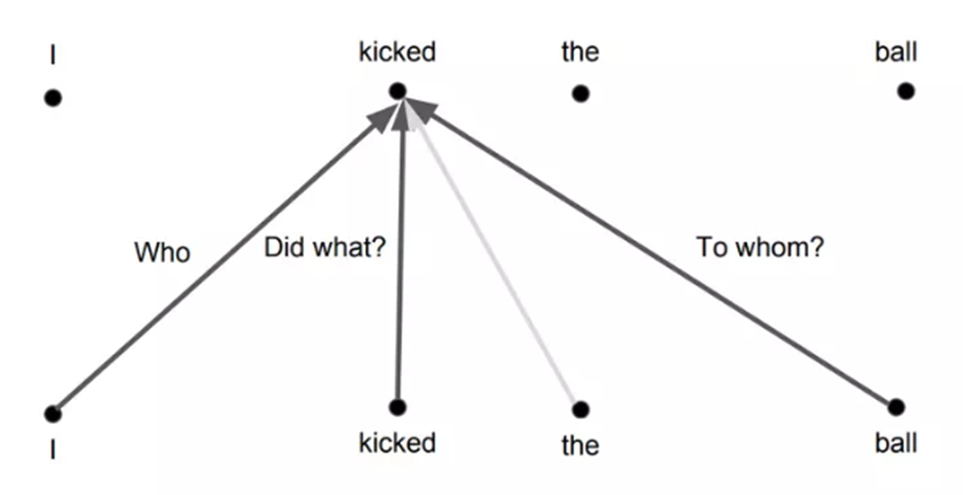 I kicked the ball
Who Did what? To whom?
I kicked the ball